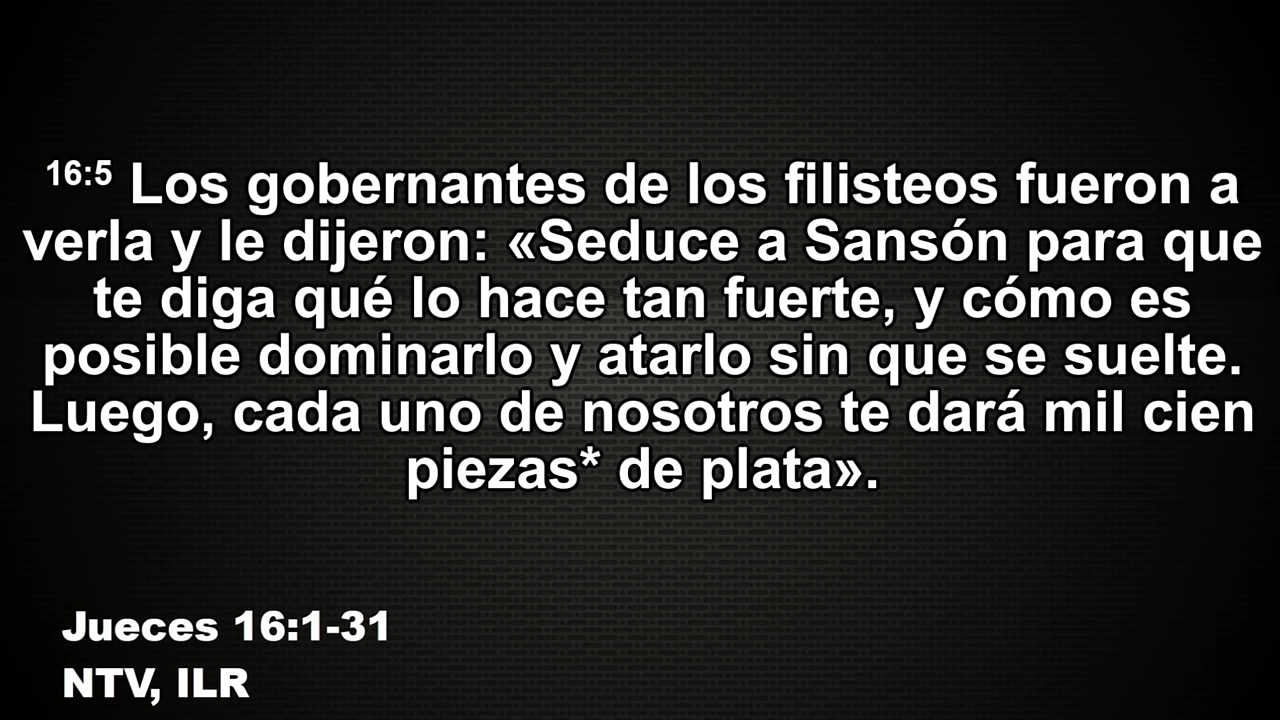 16:5 Los gobernantes de los filisteos fueron a
verla y le dijeron: «Seduce a Sansón para que
te diga qué lo hace tan fuerte, y cómo es
posible dominarlo y atarlo sin que se suelte.
Luego, cada uno de nosotros te dará mil cien
piezas* de plata».
Jueces 16:1-31
NTV, ILR